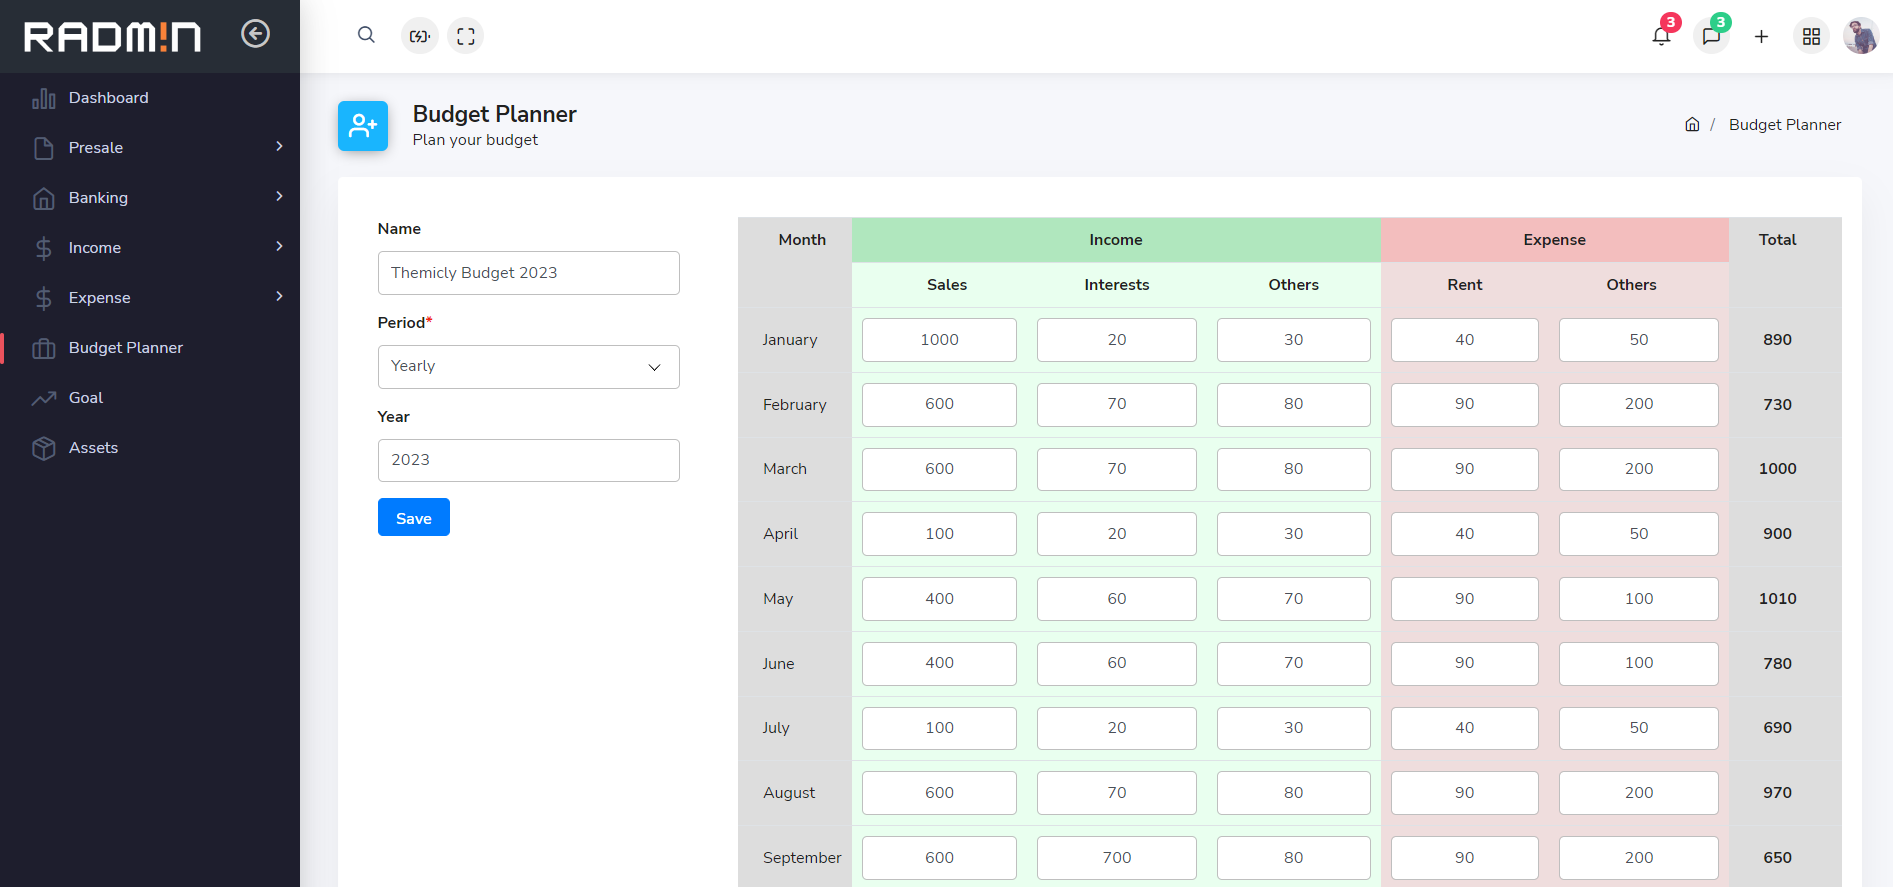 RADM!N
3
3
Dashboard
Presale
Banking
Income
Expense
Budget Planner
Goal
Assets
Budget Planner
Plan your budget
/ Budget Planner
Name
Themicly Budget 2023
Period*
Yearly
Year
2023
Save
Month Income Expense Total
Sales Interests Others Rent Others
January 1000 20 30 40 50 890
February 600 70 80 90 200 730
March 600 70 80 90 200 1000
April 100 20 30 40 50 900
May 400 60 70 90 100 1010
June 400 60 70 90 100 780
July 100 20 30 40 50 690
August 600 70 80 90 200 970
September 600 700 80 90 200 650